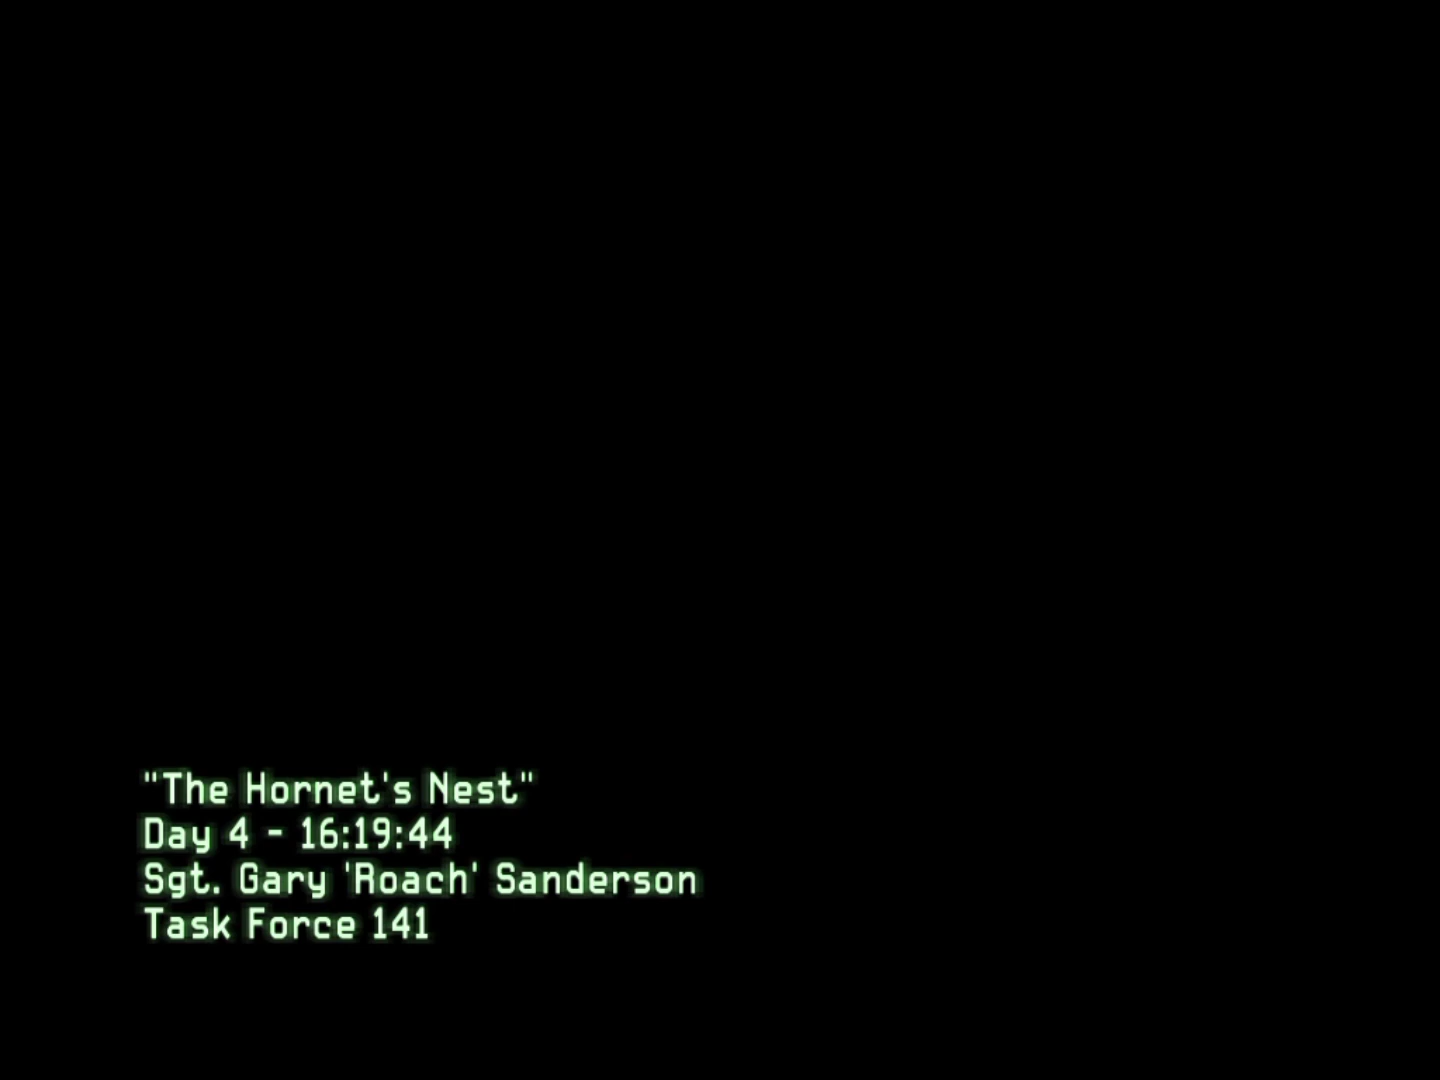 "The Hornet's Nest"
Day 4 - 16:19:44
Sgt. Gary 'Roach' Sanderson
Task Force 141